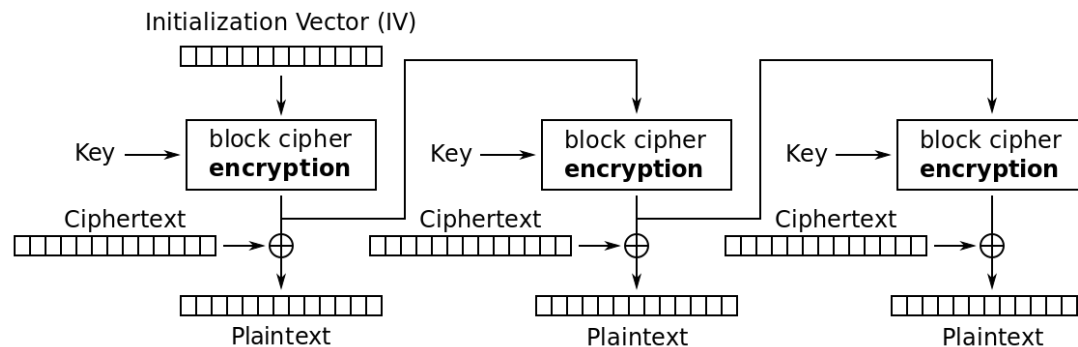 Initialization Vector (IV)
Key
block cipher
encryption
Key
block cipher
encryption
Key
block cipher
encryption
Ciphertext
Ciphertext
Ciphertext
Plaintext
Plaintext
Plaintext